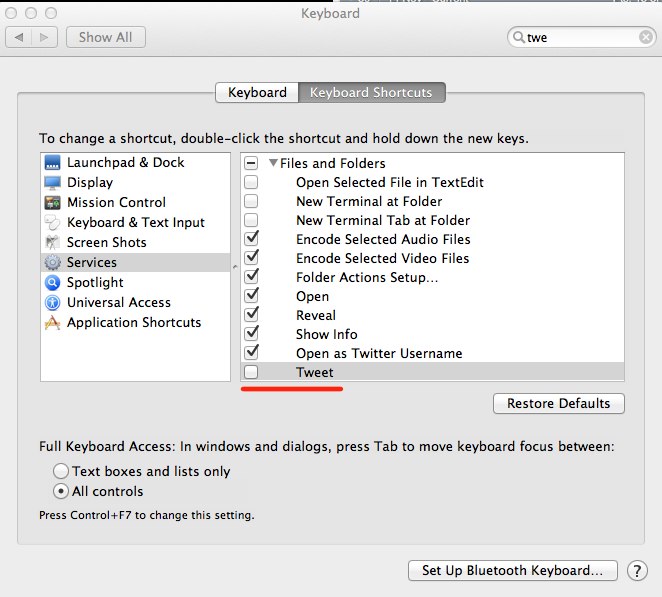 Keyboard
Show All
twe
Keyboard
Keyboard Shortcuts
To change a shortcut, double-click the shortcut and hold down the new keys.
Launchpad & Dock
Display
Mission Control
Keyboard & Text Input
Screen Shots
Services
Spotlight
Universal Access
Application Shortcuts
Files and Folders
Open Selected File in TextEdit
New Terminal at Folder
New Terminal Tab at Folder
Encode Selected Audio Files
Encode Selected Video Files
Folder Actions Setup...
Open
Reveal
Show Info
Open as Twitter Username
Tweet
Restore Defaults
Full Keyboard Access: In windows and dialogs, press Tab to move keyboard focus between:
Text boxes and lists only
All controls
Press Control+F7 to change this setting.
Set Up Bluetooth Keyboard...
?